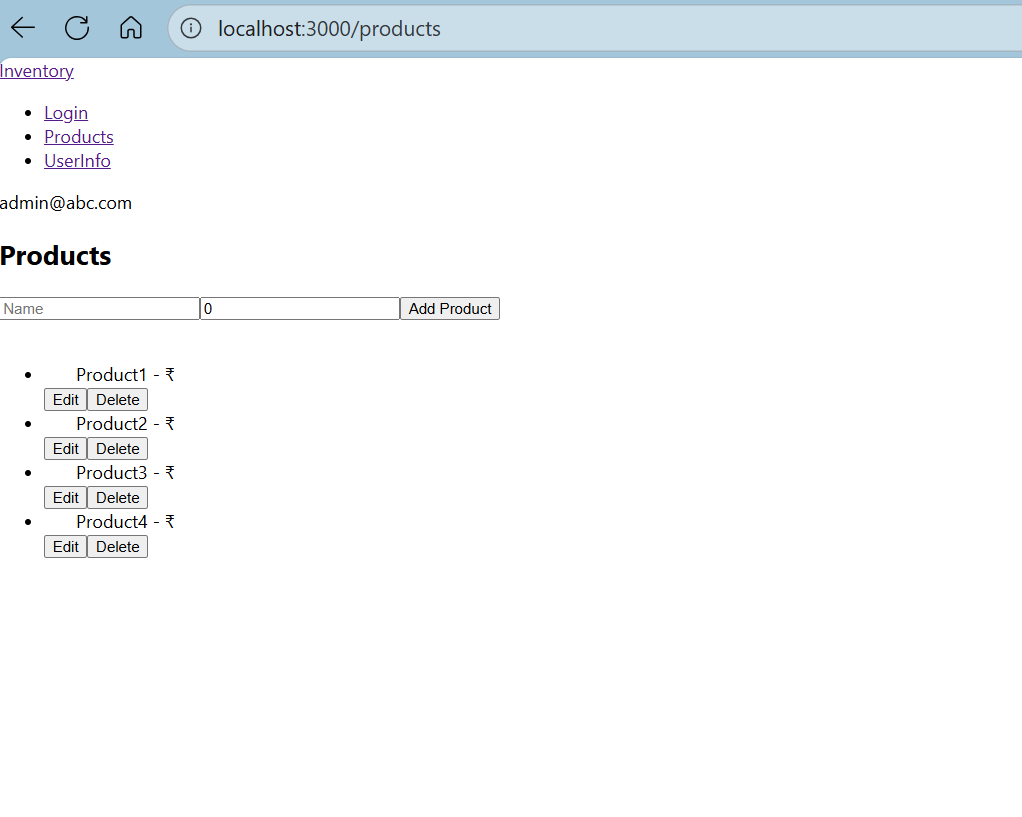 localhost:3000/products
Inventory
Login
Products
UserInfo
admin@abc.com
Products
Name 0 Add Product
Product1 - ₹
Edit Delete
Product2 - ₹
Edit Delete
Product3 - ₹
Edit Delete
Product4 - ₹
Edit Delete